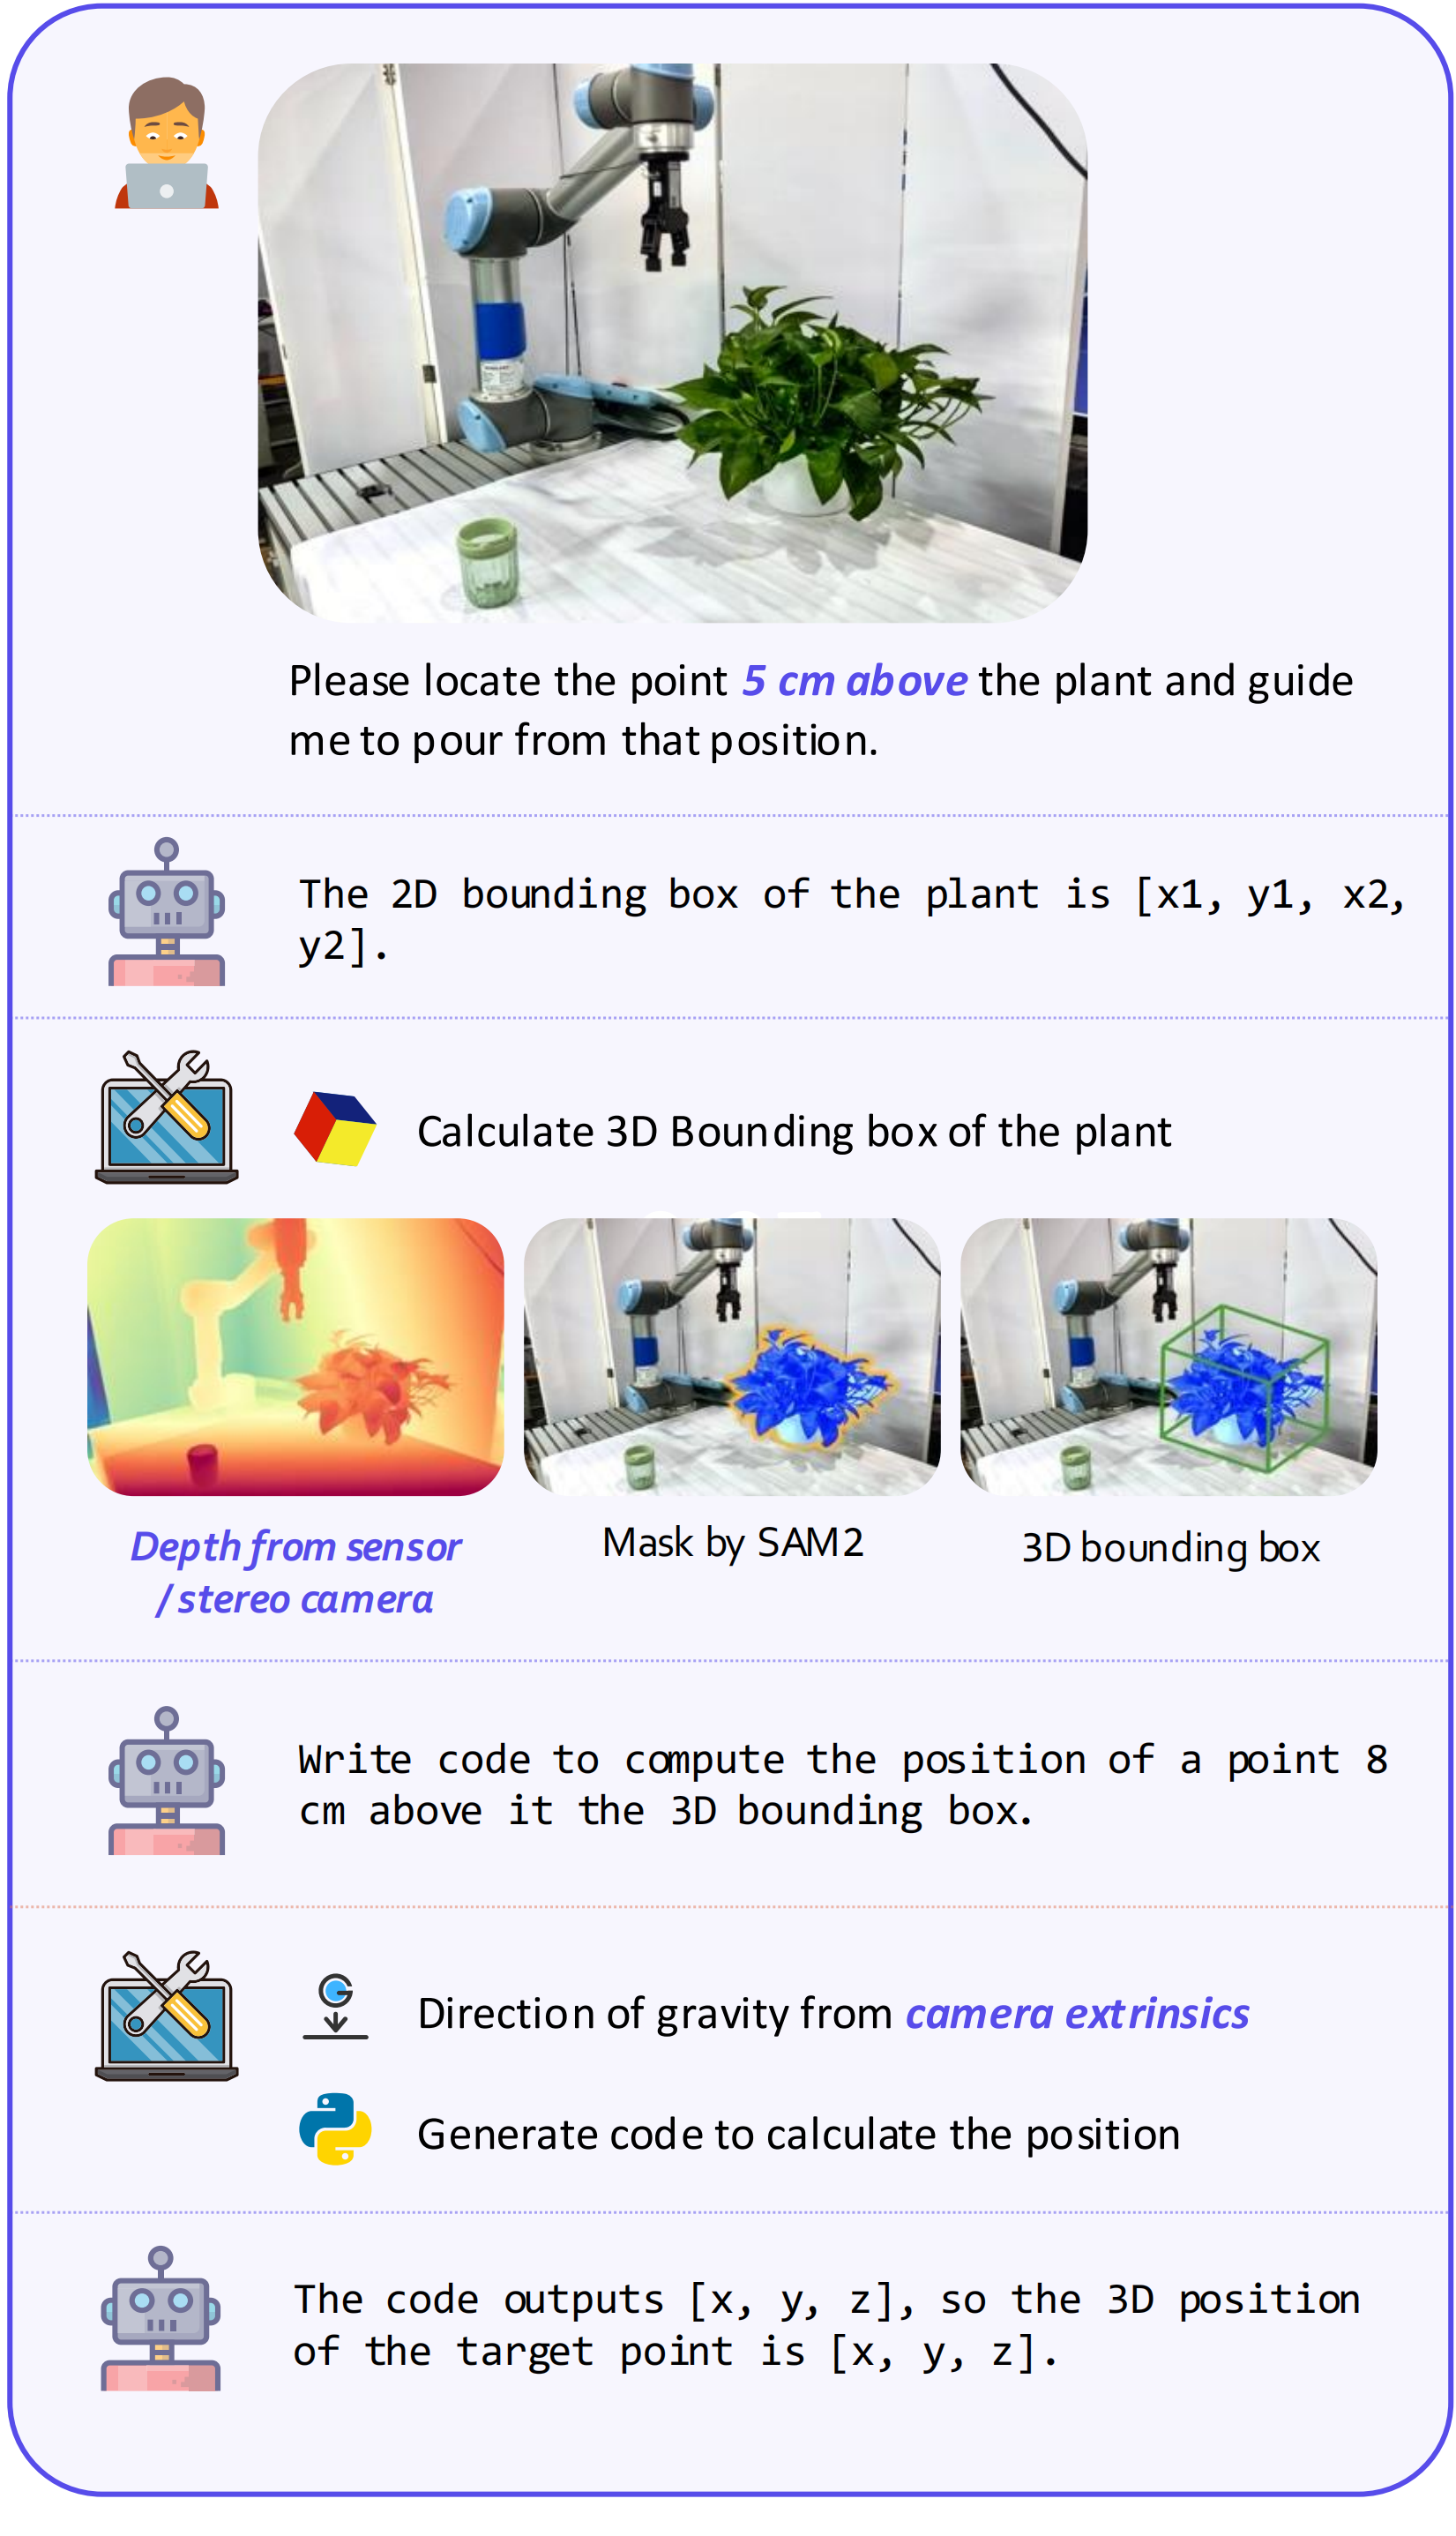 Please locate the point 5 cm above the plant and guide
me to pour from that position.
The 2D bounding box of the plant is [x1, y1, x2,
y2].
Calculate 3D Bounding box of the plant
Depth from sensor
/ stereo camera
Mask by SAM2
3D bounding box
Write code to compute the position of a point 8
cm above it the 3D bounding box.
G
Direction of gravity from camera extrinsics
Generate code to calculate the position
The code outputs [x, y, z], so the 3D position
of the target point is [x, y, z].